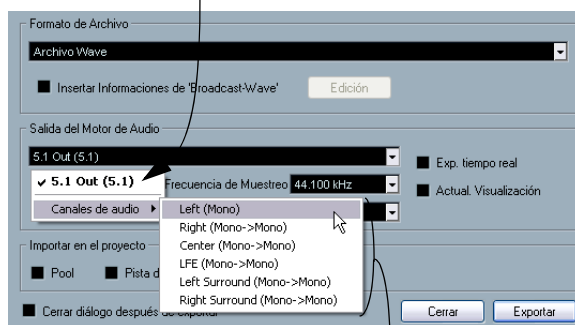 Formato de Archivo
Archivo Wave
Insertar Informaciones de 'Broadcast-Wave'
Edición
Salida del Motor de Audio
5.1 Out (5.1)
Exp. tiempo real
5.1 Out (5.1)
Frecuencia de Muestreo 44.100 kHz
Actual. Visualización
Canales de audio
Left (Mono)
Right (Mono->Mono)
Center (Mono->Mono)
LFE (Mono->Mono)
Left Surround (Mono->Mono)
Right Surround (Mono->Mono)
Importar en el proyecto
Pool
Pista d
Cerrar diálogo después
exportar
Cerrar
Exportar